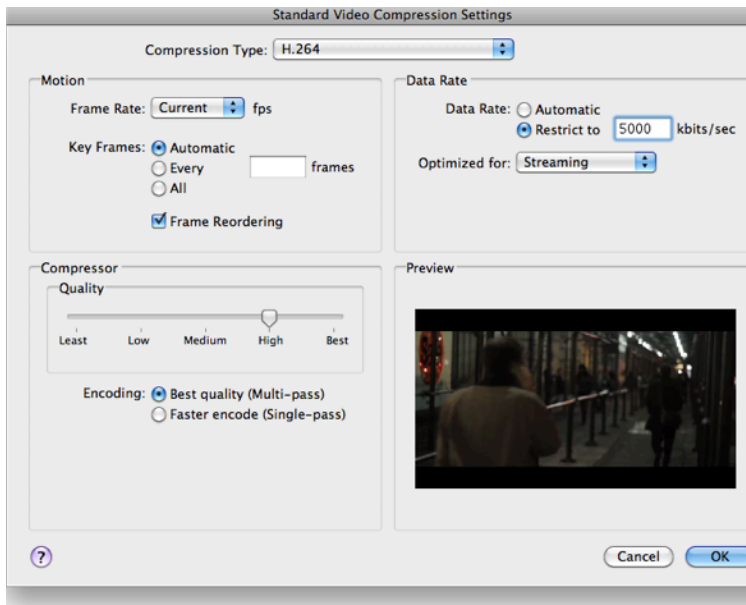 Standard Video Compression Settings
Compression Type: H.264
Motion
Frame Rate: Current fps
Key Frames: Automatic
Every frames
All
Frame Reordering
Data Rate
Data Rate: Automatic
Restrict to 5000 kbits/sec
Optimized for: Streaming
Compressor
Quality
Least Low Medium High Best
Encoding: Best quality (Multi-pass)
Faster encode (Single-pass)
Preview
?
Cancel OK